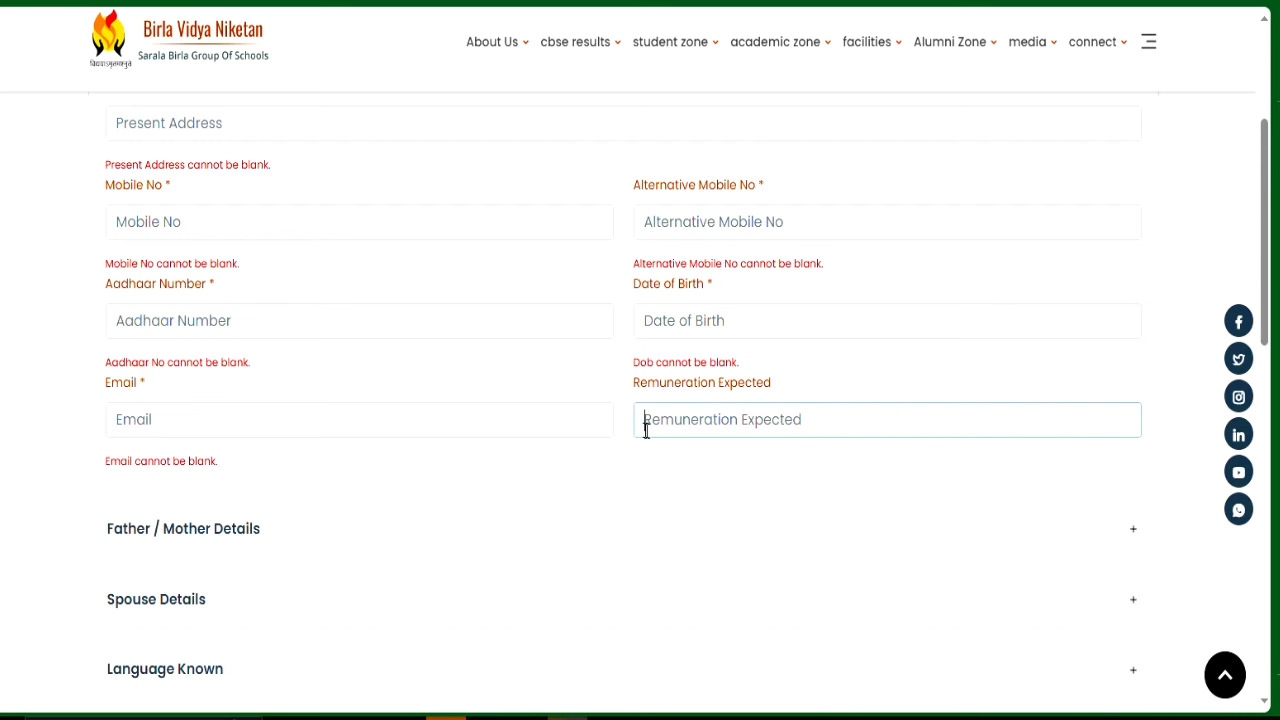 Birla Vidya Niketan
Sarala Birla Group Of Schools
About Us
cbse results
student zone
academic zone
facilities
Alumni Zone
media
connect
Present Address
Present Address cannot be blank.
Mobile No *
Alternative Mobile No *
Mobile No
Alternative Mobile No
Mobile No cannot be blank.
Alternative Mobile No cannot be blank.
Aadhaar Number *
Date of Birth *
Aadhaar Number
Date of Birth
Aadhaar No cannot be blank.
Dob cannot be blank.
Email *
Remuneration Expected
Email
Remuneration Expected
Email cannot be blank.
Father / Mother Details +
Spouse Details +
Language Known +